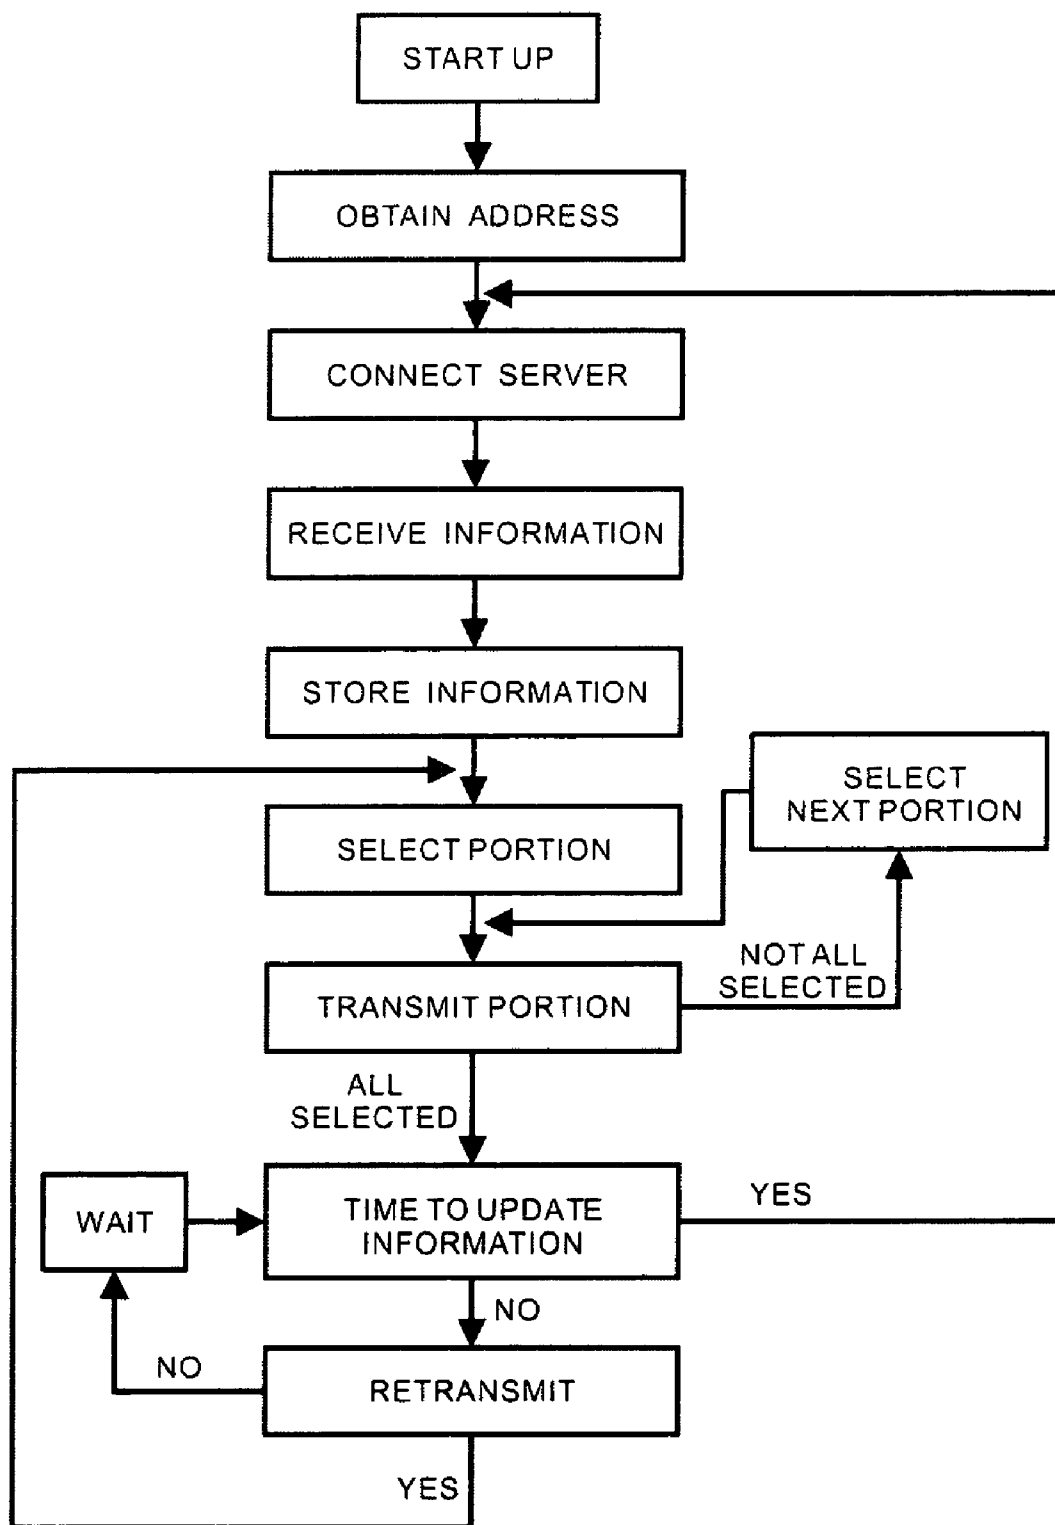 START UP
OBTAIN ADDRESS
CONNECT SERVER
RECEIVE INFORMATION
STORE INFORMATION
SELECT
NEXT PORTION
SELECT PORTION
NOT ALL
SELECTED
TRANSMIT PORTION
ALL
SELECTED
WAIT
TIME TO UPDATE
INFORMATION
YES
NO
NO
RETRANSMIT
YES